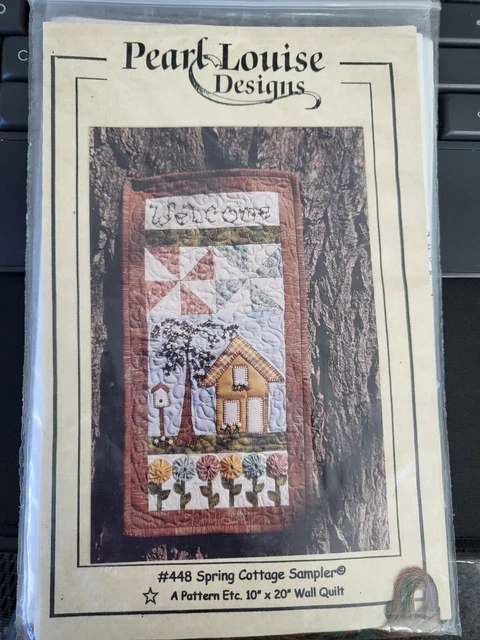 Pearl Louise
Designs
Welcome
#448 Spring Cottage Sampler©
A Pattern Etc. 10" x 20" Wall Quilt